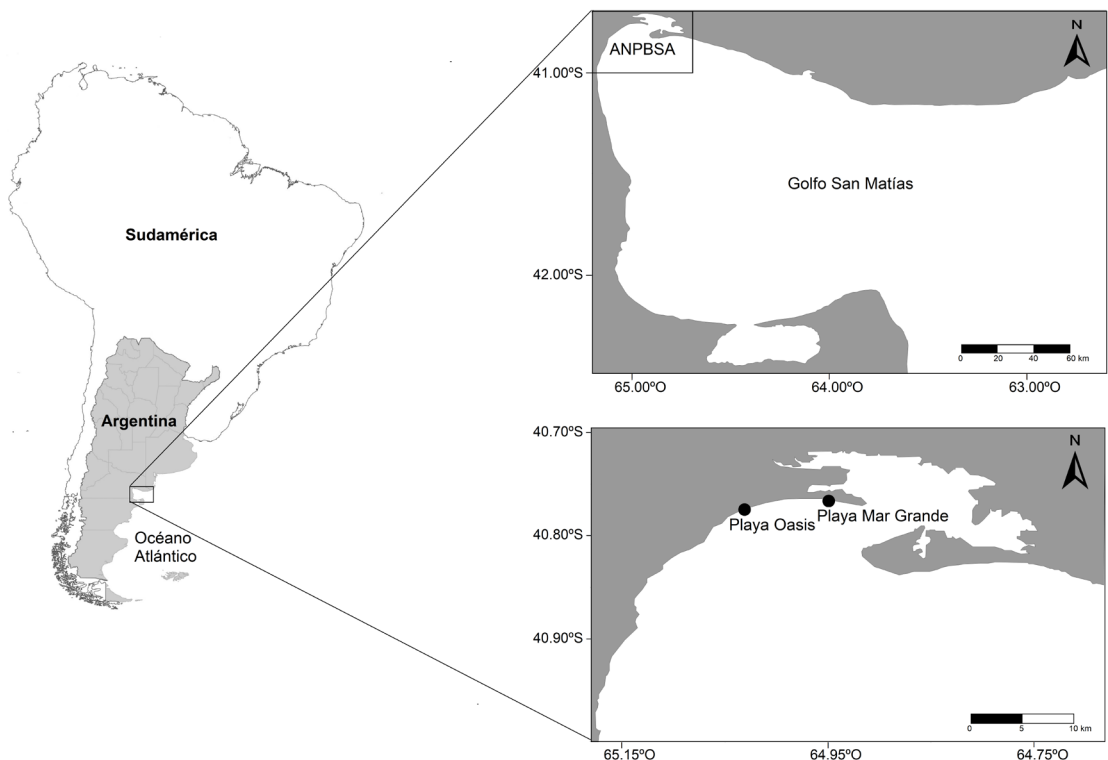 Sudamérica
Argentina
Océano
Atlántico
ANPBSA
N
41.00ºS
Golfo San Matías
42.00ºS
0 20 40 60 km
65.00ºO 64.00ºO 63.00ºO
40.70ºS
N
Playa Oasis
Playa Mar Grande
40.80ºS
40.90ºS
0 5 10 km
65.15ºO 64.95ºO 64.75ºO